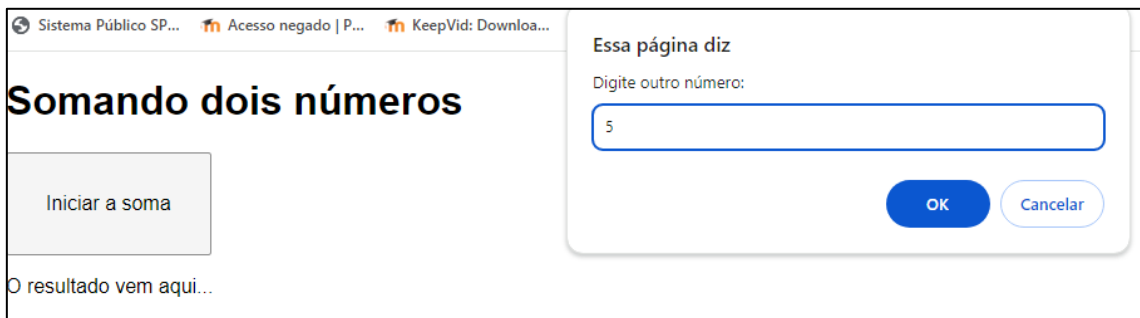 Sistema Público SP... Acesso negado | P... KeepVid: Downloa...
Somando dois números
Iniciar a soma
O resultado vem aqui...
Essa página diz
Digite outro número:
5
OK Cancelar